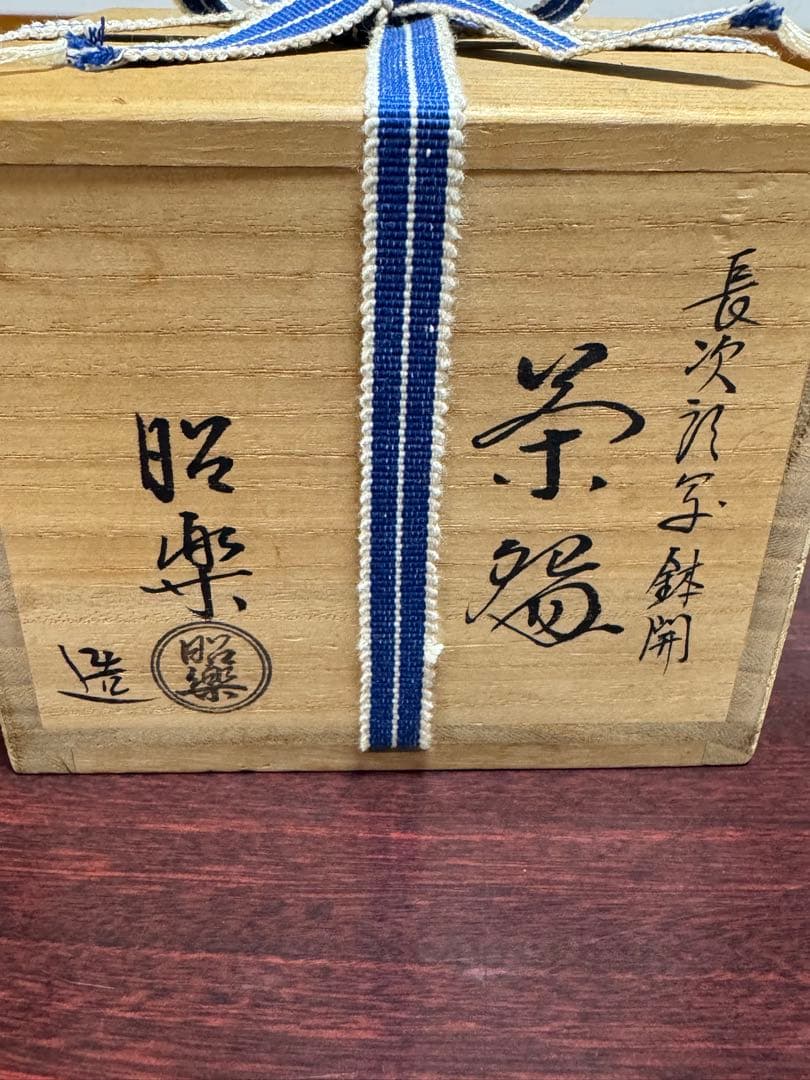 長次郎写 鉢開
茶碗
昭楽
造
昭楽